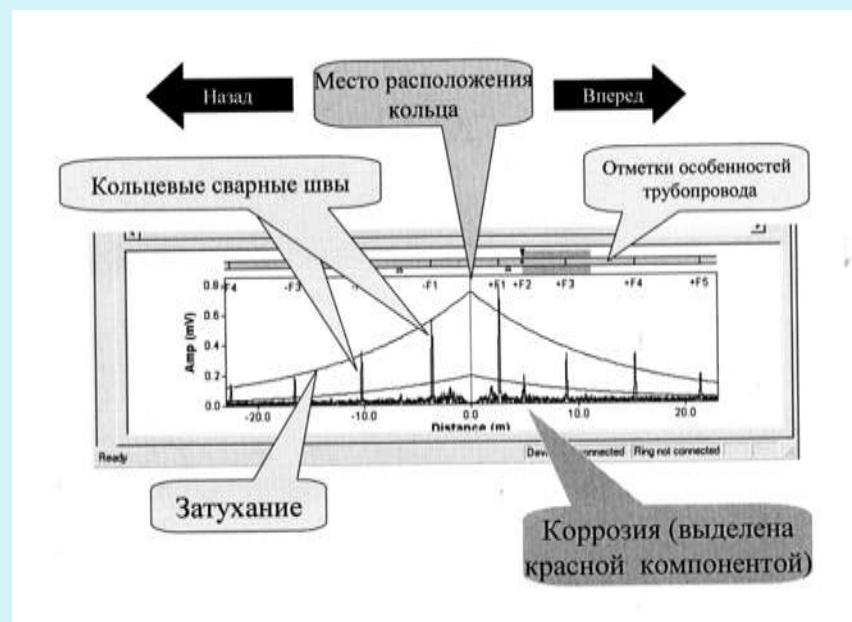 Назад
Место расположения
кольца
Вперед
Кольцевые сварные швы
Отметки особенностей
трубопровода
-F4
-F3
-F1
+F1
+F2
+F3
+F4
+F5
Amp (mV)
0.8
0.6
0.4
0.2
0.0
-20.0
-10.0
0.0
10.0
20.0
Distance (m)
Ready
connected
Ring not connected
Затухание
Коррозия (выделена
красной компонентой)